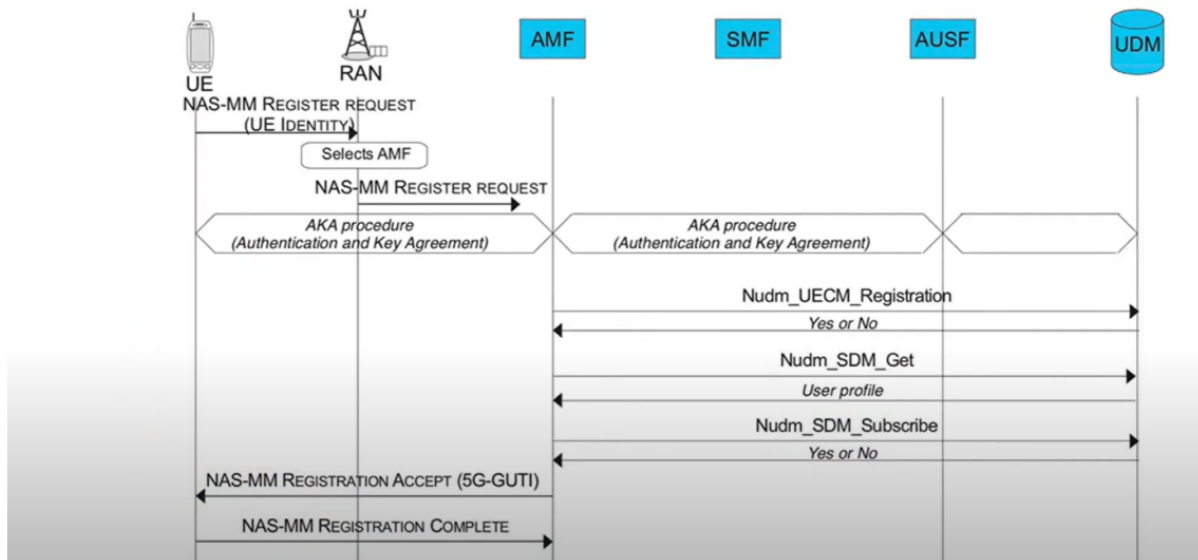 AMF
SMF
AUSF
UDM
UE
RAN
NAS-MM REGISTER REQUEST
(UE IDENTITY)
Selects AMF
NAS-MM REGISTER REQUEST
AKA procedure
(Authentication and Key Agreement)
AKA procedure
(Authentication and Key Agreement)
Nudm_UECM_Registration
Yes or No
Nudm_SDM_Get
User profile
Nudm_SDM_Subscribe
Yes or No
NAS-MM REGISTRATION ACCEPT (5G-GUTI)
NAS-MM REGISTRATION COMPLETE